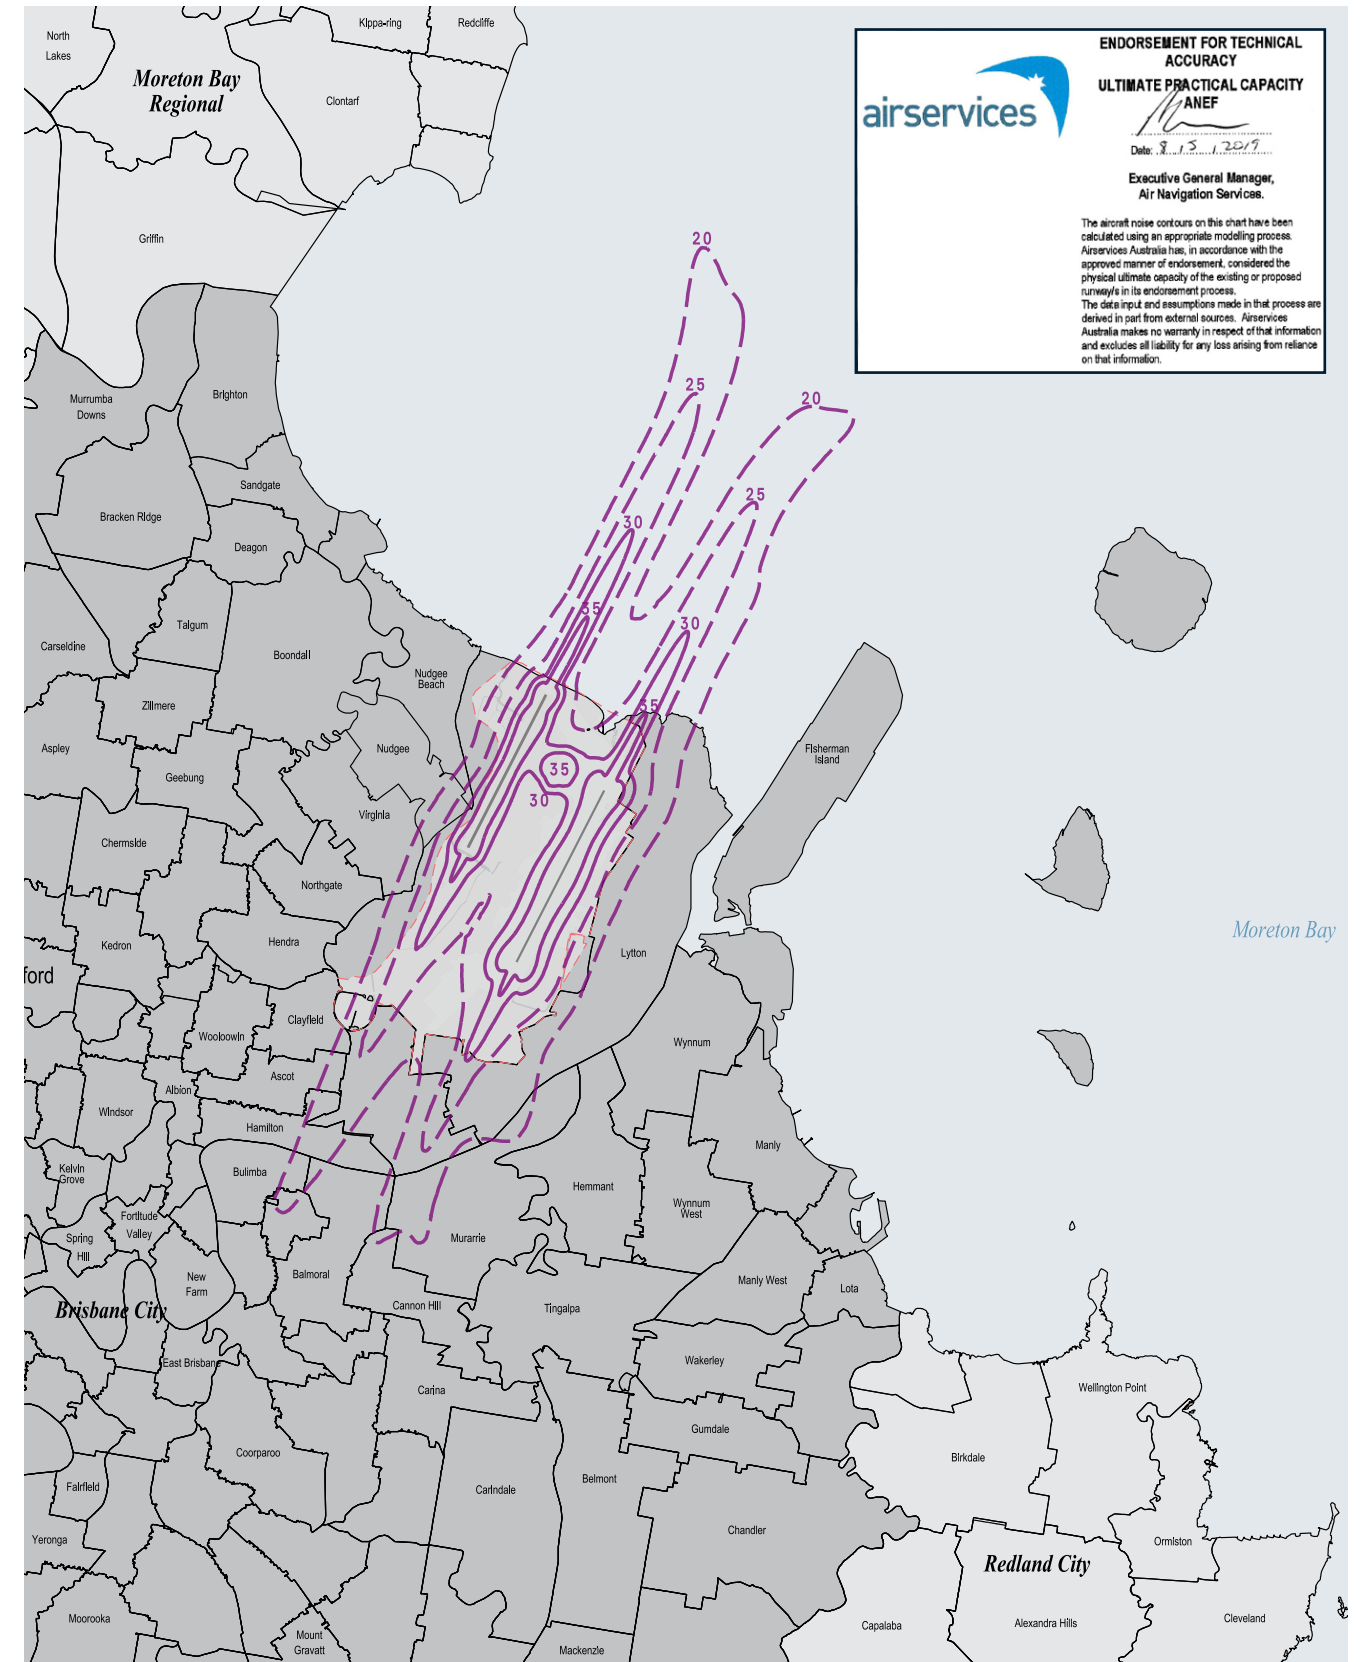 North
Lakes
Kippa-ring
Redcliffe
Moreton Bay
Regional
Clontarf
Griffin
airservices
ENDORSEMENT FOR TECHNICAL
ACCURACY
ULTIMATE PRACTICAL CAPACITY
ANEF
Date: 8 / 5 / 2019
Executive General Manager,
Air Navigation Services.
The aircraft noise contours on this chart have been
calculated using an appropriate modelling process.
Airservices Australia has, in accordance with the
approved manner of endorsement, considered the
physical ultimate capacity of the existing or proposed
runway/s in its endorsement process.
The data input and assumptions made in that process are
derived in part from external sources. Airservices
Australia makes no warranty in respect of that information
and excludes all liability for any loss arising from reliance
on that information.
20
25
20
Murrumba
Downs
Brighton
Sandgate
Bracken Ridge
Deagon
25
30
35
30
Carseldine
Talgum
Boondall
Nudgee
Beach
Zillmere
35
Aspley
Nudgee
Geebung
35
30
Fisherman
Island
Virginia
Chermside
Northgate
Kedron
Hendra
Lytton
Moreton Bay
ford
Wooloowin
Clayfield
Wynnum
Ascot
Albion
Windsor
Hamilton
Manly
Kelvin
Grove
Bulimba
Hemmant
Wynnum
West
Fortitude
Valley
Spring
Hill
Murarrie
New
Farm
Balmoral
Manly West
Lota
Brisbane City
Cannon Hill
Tingalpa
East Brisbane
Wakerley
Carina
Wellington Point
Gumdale
Coorparoo
Birkdale
Fairfield
Carindale
Belmont
Chandler
Yeronga
Ormiston
Redland City
Moorooka
Mount
Gravatt
Mackenzie
Capalaba
Alexandra Hills
Cleveland